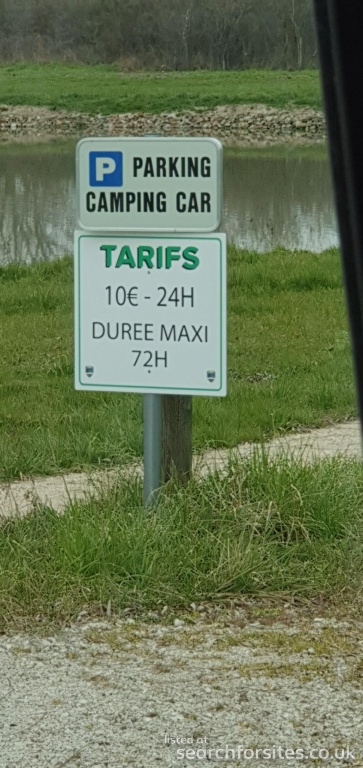 P PARKING
CAMPING CAR
TARIFS
10€ - 24H
DUREE MAXI
72H
listed at
searchforsites.co.uk